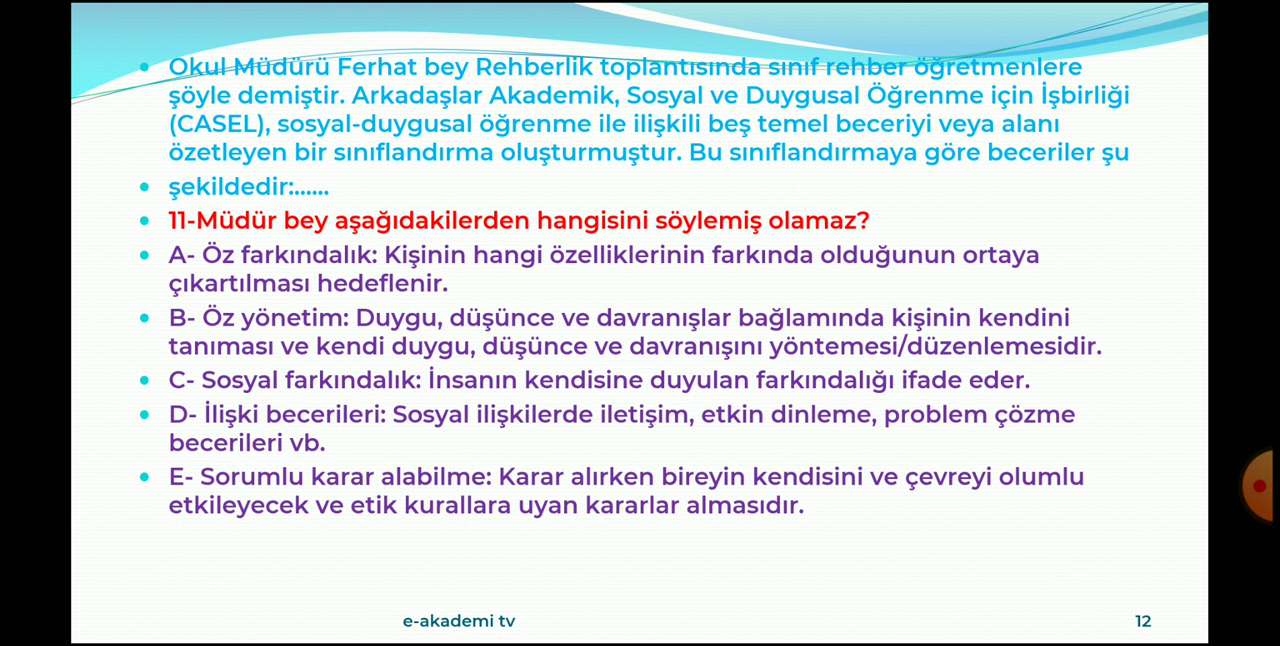 Okul Müdürü Ferhat bey Rehberlik toplantısında sınıf rehber öğretmenlere
şöyle demiştir. Arkadaşlar Akademik, Sosyal ve Duygusal Öğrenme için İşbirliği
(CASEL), sosyal-duygusal öğrenme ile ilişkili beş temel beceriyi veya alanı
özetleyen bir sınıflandırma oluşturmuştur. Bu sınıflandırmaya göre beceriler şu
şekildedir:......
11-Müdür bey aşağıdakilerden hangisini söylemiş olamaz?
A- Öz farkındalık: Kişinin hangi özelliklerinin farkında olduğunun ortaya
çıkartılması hedeflenir.
B- Öz yönetim: Duygu, düşünce ve davranışlar bağlamında kişinin kendini
tanıması ve kendi duygu, düşünce ve davranışını yöntemesi/düzenlemesidir.
C- Sosyal farkındalık: İnsanın kendisine duyulan farkındalığı ifade eder.
D- İlişki becerileri: Sosyal ilişkilerde iletişim, etkin dinleme, problem çözme
becerileri vb.
E- Sorumlu karar alabilme: Karar alırken bireyin kendisini ve çevreyi olumlu
etkileyecek ve etik kurallara uyan kararlar almasıdır.
e-akademi tv
12